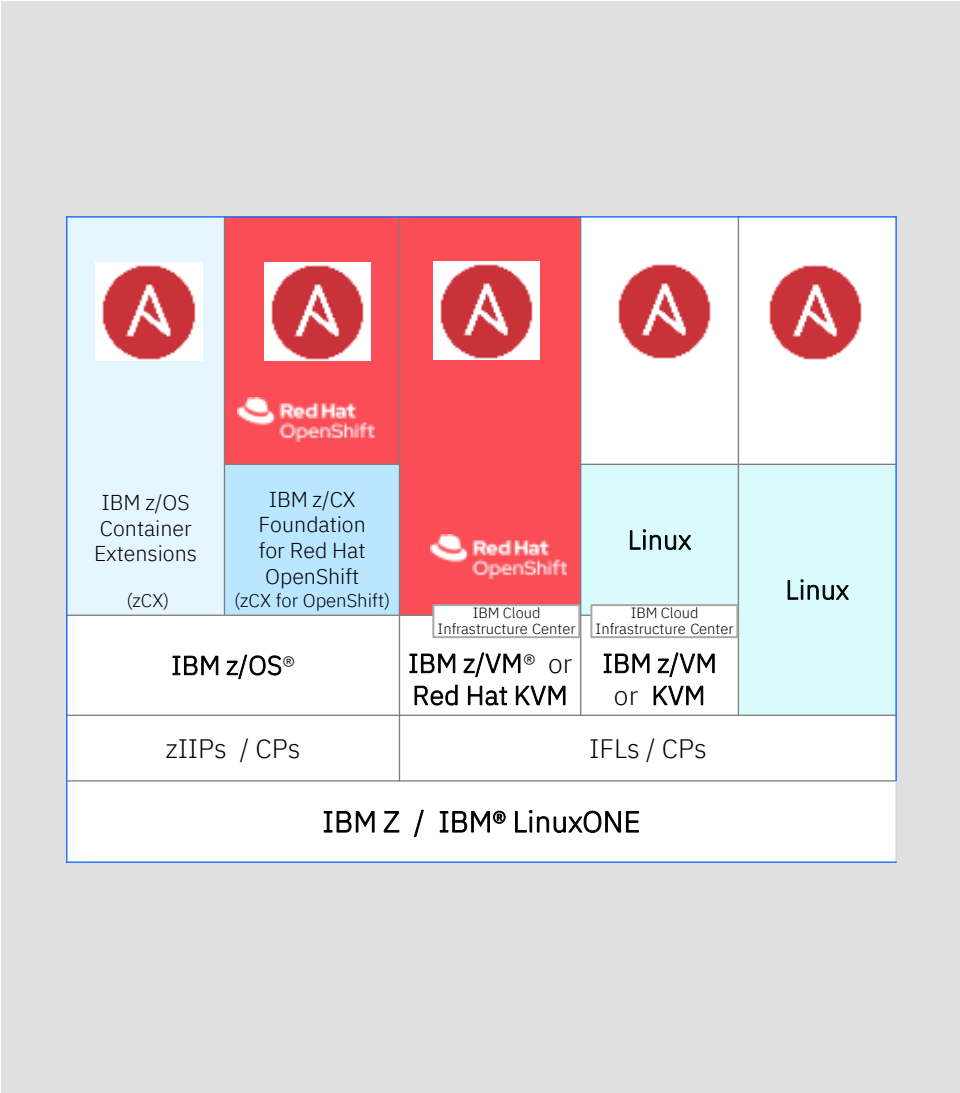 Red Hat
OpenShift
IBM z/OS
Container
Extensions
(zCX)
IBM z/CX
Foundation
for Red Hat
OpenShift
(zCX for OpenShift)
Red Hat
OpenShift
Linux
Linux
IBM Cloud
Infrastructure Center
IBM Cloud
Infrastructure Center
IBM z/OS®
IBM z/VM® or
Red Hat KVM
IBM z/VM
or KVM
zIIPs / CPs
IFLs / CPs
IBM Z / IBM® LinuxONE